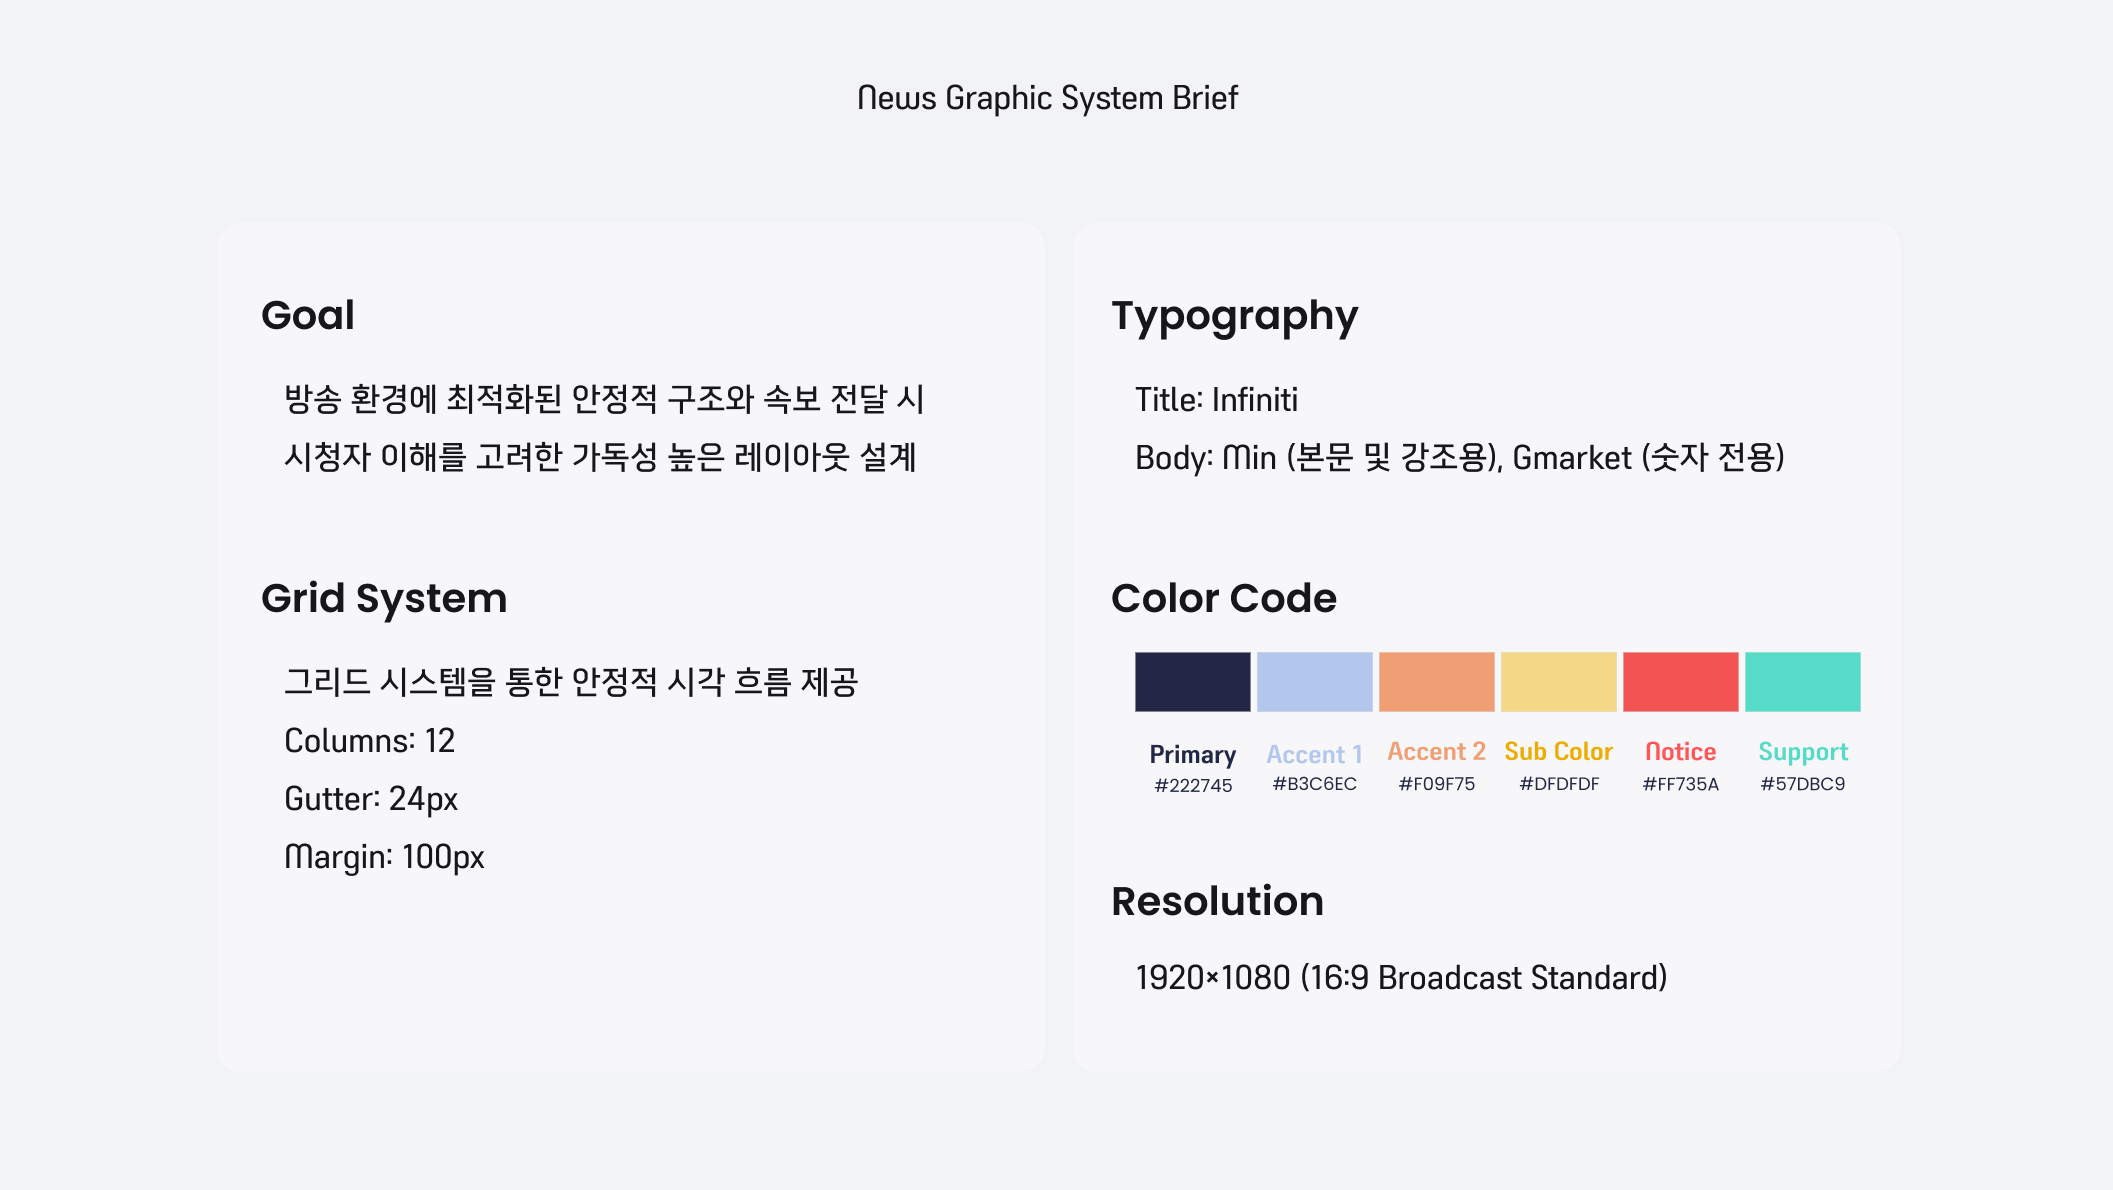 News Graphic System Brief
Goal
방송 환경에 최적화된 안정적 구조와 속보 전달 시
시청자 이해를 고려한 가독성 높은 레이아웃 설계
Grid System
그리드 시스템을 통한 안정적 시각 흐름 제공
Columns: 12
Gutter: 24px
Margin: 100px
Typography
Title: Infiniti
Body: Min (본문 및 강조용), Gmarket (숫자 전용)
Color Code
Primary Accent 1 Accent 2 Sub Color Notice Support
#222745 #B3C6EC #F09F75 #DFDFDF #FF735A #57DBC9
Resolution
1920×1080 (16:9 Broadcast Standard)